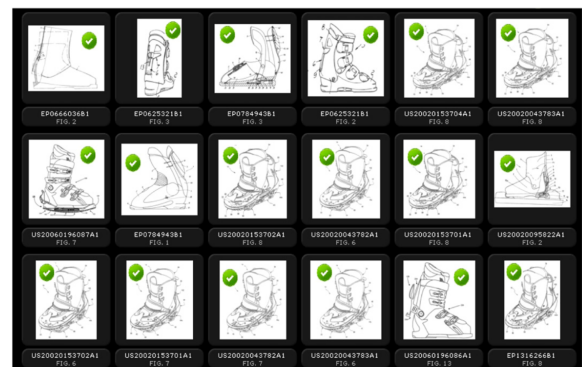 EP0666036B1
FIG. 2
EP0625321B1
FIG. 3
EP0784943B1
FIG. 3
EP0625321B1
FIG. 2
US20020153704A1
FIG. 8
US20020043783A1
FIG. 8
US20060196087A1
FIG. 7
EP0784943B1
FIG. 1
US20020153702A1
FIG. 8
US20020043782A1
FIG. 6
US20020153701A1
FIG. 8
US20020095822A1
FIG. 2
US20020153702A1
FIG. 6
US20020153701A1
FIG. 7
US20020043782A1
FIG. 7
US20020043783A1
FIG. 6
US20060196086A1
FIG. 13
EP1316266B1
FIG. 8